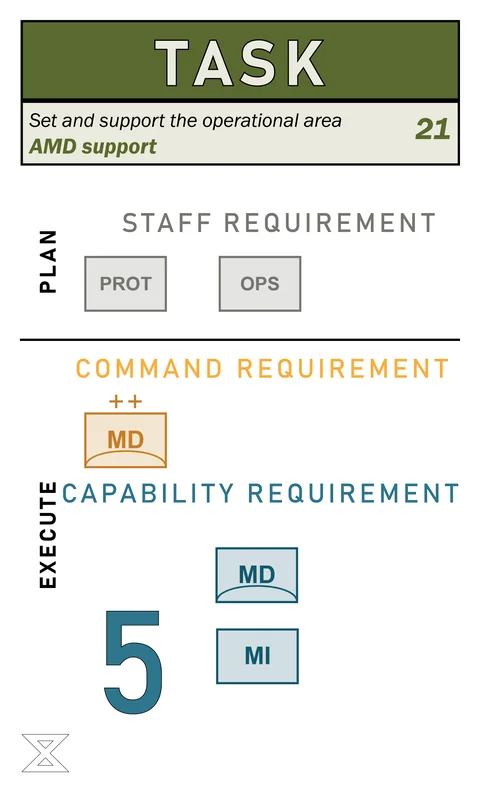 TASK
Set and support the operational area
AMD support
21
PLAN
STAFF REQUIREMENT
PROT
OPS
COMMAND REQUIREMENT
++
MD
EXECUTE
CAPABILITY REQUIREMENT
MD
5
MI